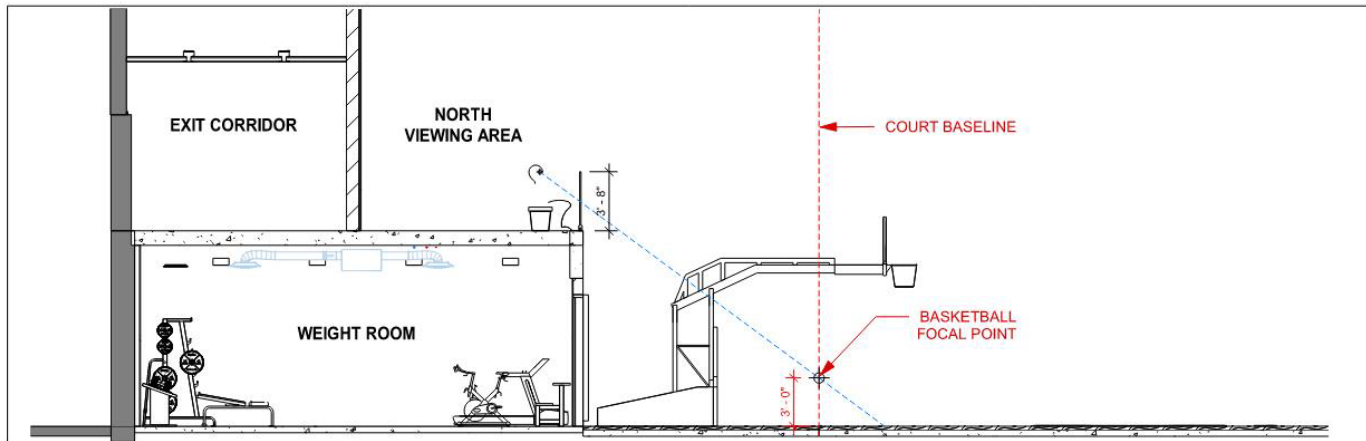 EXIT CORRIDOR
NORTH
VIEWING AREA
COURT BASELINE
3' - 8"
WEIGHT ROOM
BASKETBALL
FOCAL POINT
3' - 0"